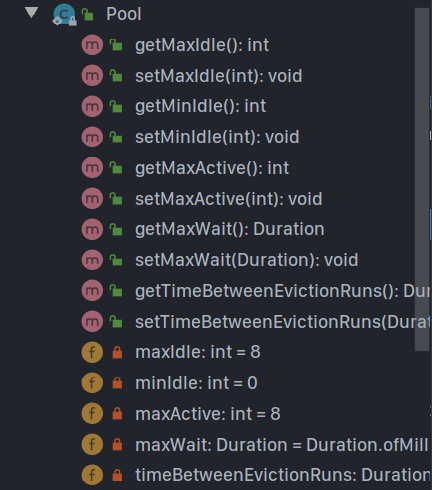 Pool
getMaxIdle(): int
setMaxIdle(int): void
getMinIdle(): int
setMinIdle(int): void
getMaxActive(): int
setMaxActive(int): void
getMaxWait(): Duration
setMaxWait(Duration): void
getTimeBetweenEvictionRuns(): Dur
setTimeBetweenEvictionRuns(Durat
maxIdle: int = 8
minIdle: int = 0
maxActive: int = 8
maxWait: Duration = Duration.ofMill
timeBetweenEvictionRuns: Duration